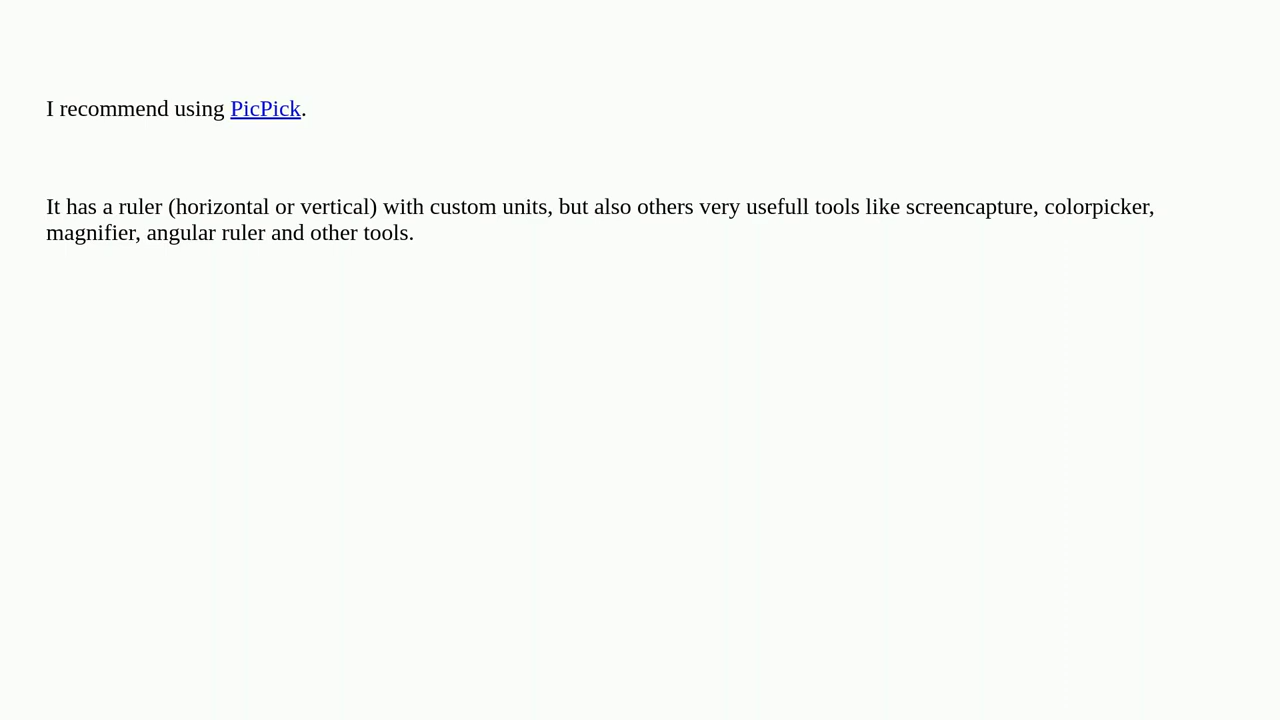 I recommend using PicPick.
It has a ruler (horizontal or vertical) with custom units, but also others very usefull tools like screencapture, colorpicker,
magnifier, angular ruler and other tools.